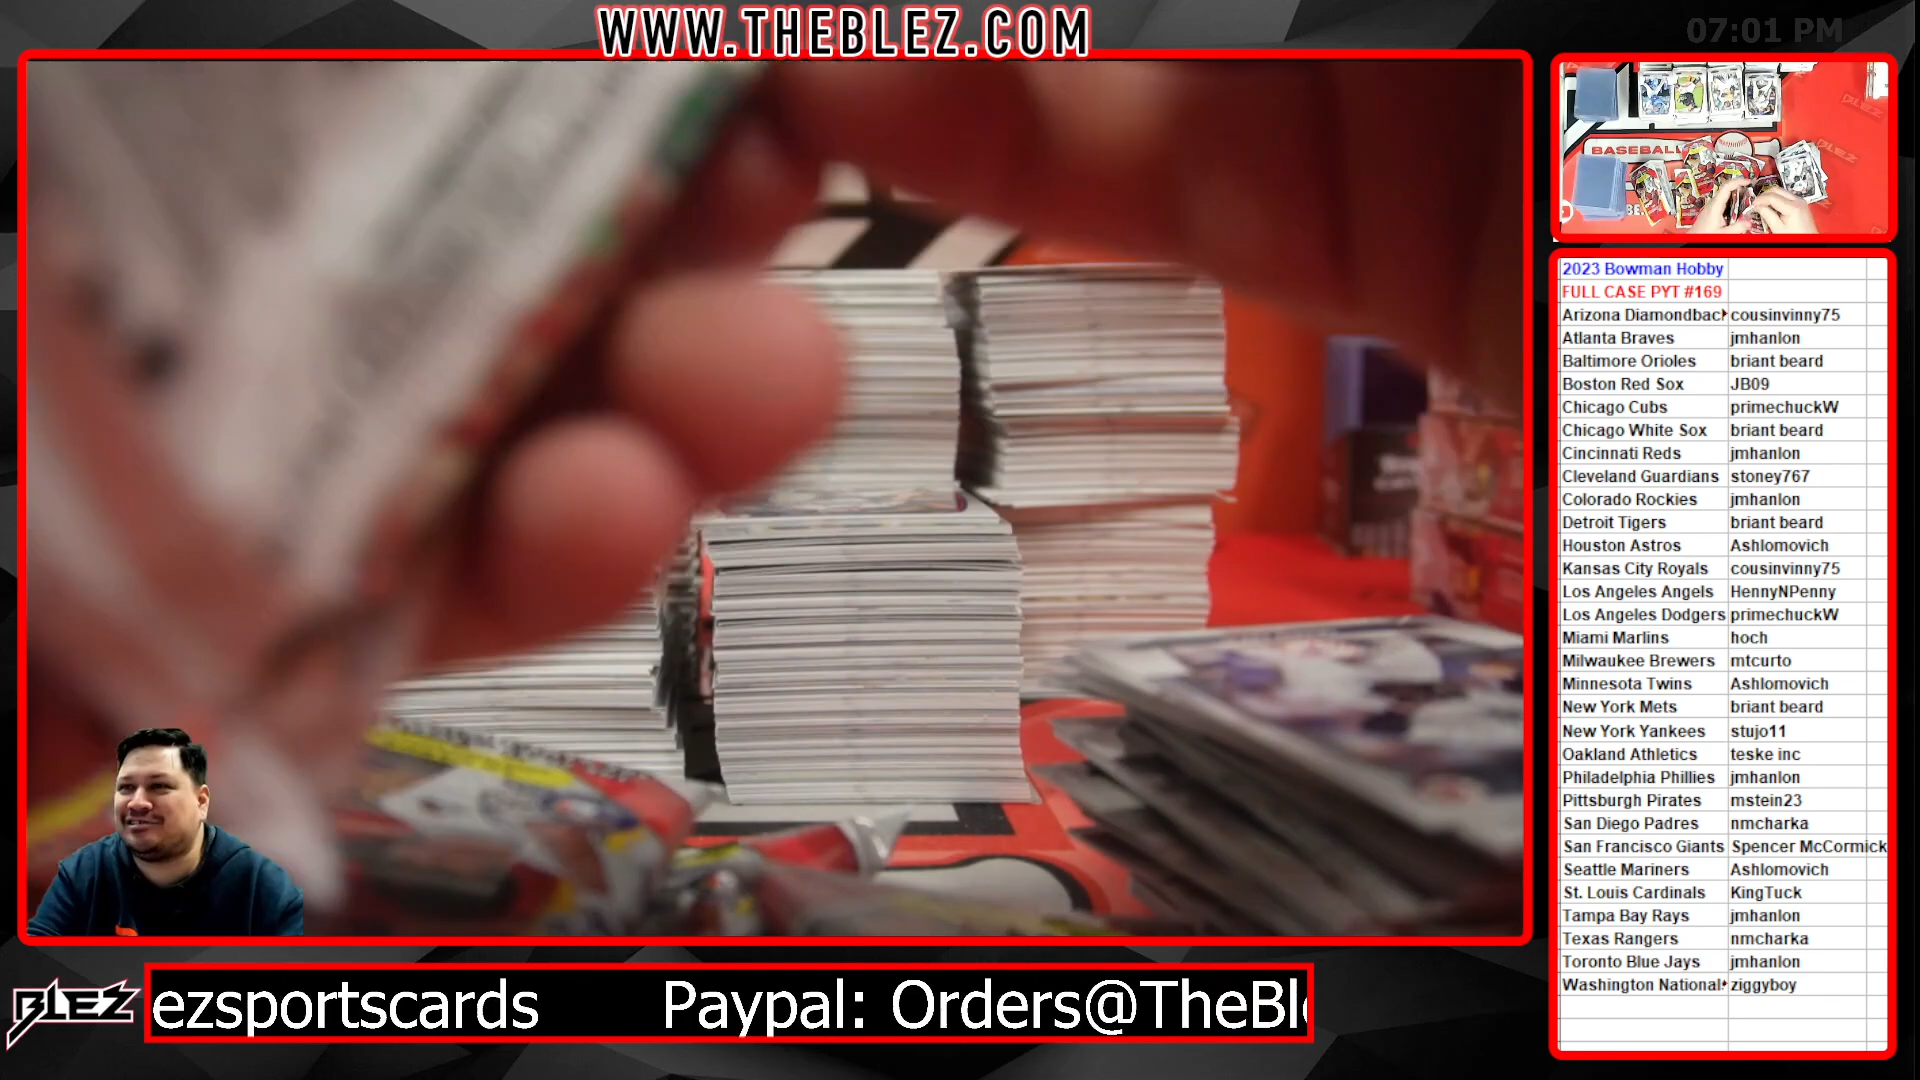 WWW.THEBLEZ.COM
07:01 PM
BASEBALL
BLEZ
2023 Bowman Hobby
FULL CASE PYT #169
Arizona Diamondbac cousinvinny75
Atlanta Braves jmhanlon
Baltimore Orioles briant beard
Boston Red Sox JB09
Chicago Cubs primechuckW
Chicago White Sox briant beard
Cincinnati Reds jmhanlon
Cleveland Guardians stoney767
Colorado Rockies jmhanlon
Detroit Tigers briant beard
Houston Astros Ashlomovich
Kansas City Royals cousinvinny75
Los Angeles Angels HennyNPenny
Los Angeles Dodgers primechuckW
Miami Marlins hoch
Milwaukee Brewers mtcurto
Minnesota Twins Ashlomovich
New York Mets briant beard
New York Yankees stujo11
Oakland Athletics teske inc
Philadelphia Phillies jmhanlon
Pittsburgh Pirates mstein23
San Diego Padres nmcharka
San Francisco Giants Spencer McCormick
Seattle Mariners Ashlomovich
St. Louis Cardinals KingTuck
Tampa Bay Rays jmhanlon
Texas Rangers nmcharka
Toronto Blue Jays jmhanlon
Washington National ziggyboy
BLEZ
ezsportscards Paypal: Orders@TheBle